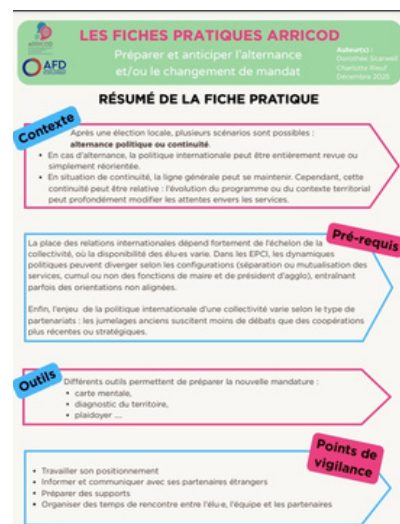 LES FICHES PRATIQUES ARRICOD
ARRICOD
AFD
Préparer et anticiper l'alternance
et/ou le changement de mandat
Auteur(s) :
Dorothée
Charlotte Rieuf
Décembre 2025
RÉSUMÉ DE LA FICHE PRATIQUE
Contexte
Après une élection locale, plusieurs scénarios sont possibles :
alternance politique ou continuité.
• En cas d'alternance, la politique internationale peut être entièrement revue ou
simplement réorientée.
• En situation de continuité, la ligne générale peut se maintenir. Cependant, cette
continuité peut être relative : l'évolution du programme ou du contexte territorial
peut profondément modifier les attentes envers les services.
Pré-requis
La place des relations internationales dépend fortement de l'échelon de la
collectivité, où la disponibilité des élu·es varie. Dans les EPCI, les dynamiques
politiques peuvent diverger selon les configurations (séparation ou mutualisation des
services, cumul ou non des fonctions de maire et de président d'agglo), entraînant
parfois des orientations non alignées.
Enfin, l'enjeu de la politique internationale d'une collectivité varie selon le type de
partenariats : les jumelages anciens suscitent moins de débats que des coopérations
plus récentes ou stratégiques.
Outils
Différents outils permettent de préparer la nouvelle mandature :
• carte mentale,
• diagnostic du territoire,
• plaidoyer ....
Points de
vigilance
• Travailler son positionnement
• Informer et communiquer avec ses partenaires étrangers
• Préparer des supports
• Organiser des temps de rencontre entre l'élu·e, l'équipe et les partenaires